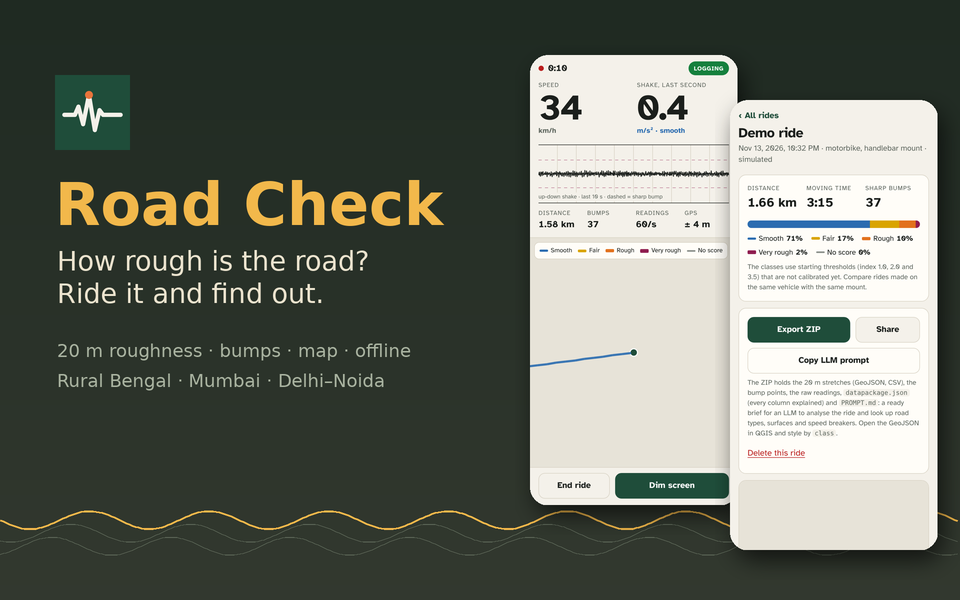 Road Check
How rough is the road?
Ride it and find out.
20 m roughness · bumps · map · offline
Rural Bengal · Mumbai · Delhi–Noida
0:10
LOGGING
SPEED
SHAKE, LAST SECOND
34
0.4
km/h
m/s² · smooth
up-down shake · last 10 s · dashed = sharp bump
DISTANCE
BUMPS
READINGS
GPS
1.58 km
37
60/s
± 4 m
Smooth
Fair
Rough
Very rough
No score
End ride
Dim screen
‹ All rides
Demo ride
Nov 13, 2026, 10:32 PM · motorbike, handlebar mount ·
simulated
DISTANCE
MOVING TIME
SHARP BUMPS
1.66 km
3:15
37
Smooth 71%
Fair 17%
Rough 10%
Very rough 2%
No score 0%
The classes use starting thresholds (index 1.0, 2.0 and
3.5) that are not calibrated yet. Compare rides made on
the same vehicle with the same mount.
Export ZIP
Share
Copy LLM prompt
The ZIP holds the 20 m stretches (GeoJSON, CSV), the
bump points, the raw readings, datapackage.json
(every column explained) and PROMPT.md: a ready
brief for an LLM to analyse the ride and look up road
types, surfaces and speed breakers. Open the GeoJSON
in QGIS and style by class.
Delete this ride